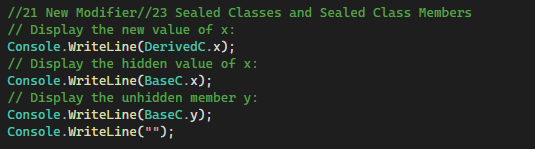 //21 New Modifier//23 Sealed Classes and Sealed Class Members
// Display the new value of x:
Console.WriteLine(DerivedC.x);
// Display the hidden value of x:
Console.WriteLine(BaseC.x);
// Display the unhidden member y:
Console.WriteLine(BaseC.y);
Console.WriteLine("");